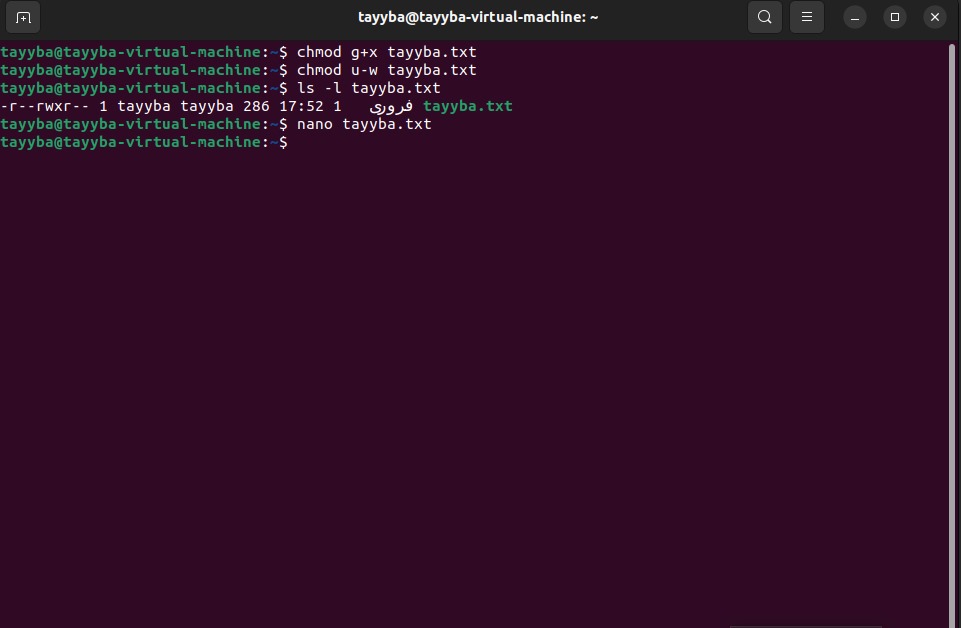 tayyba@tayyba-virtual-machine: ~
tayyba@tayyba-virtual-machine:~$ chmod g+x tayyba.txt
tayyba@tayyba-virtual-machine:~$ chmod u-w tayyba.txt
tayyba@tayyba-virtual-machine:~$ ls -l tayyba.txt
-r--rwxr-- 1 tayyba tayyba 286 17:52 1 فروری tayyba.txt
tayyba@tayyba-virtual-machine:~$ nano tayyba.txt
tayyba@tayyba-virtual-machine:~$